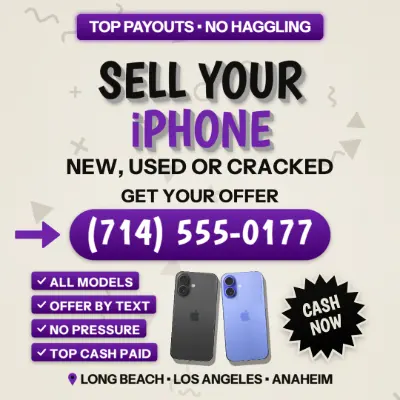 TOP PAYOUTS • NO HAGGLING
SELL YOUR
iPHONE
NEW, USED OR CRACKED
GET YOUR OFFER
(714) 555-0177
ALL MODELS
OFFER BY TEXT
NO PRESSURE
TOP CASH PAID
CASH
NOW
LONG BEACH • LOS ANGELES • ANAHEIM